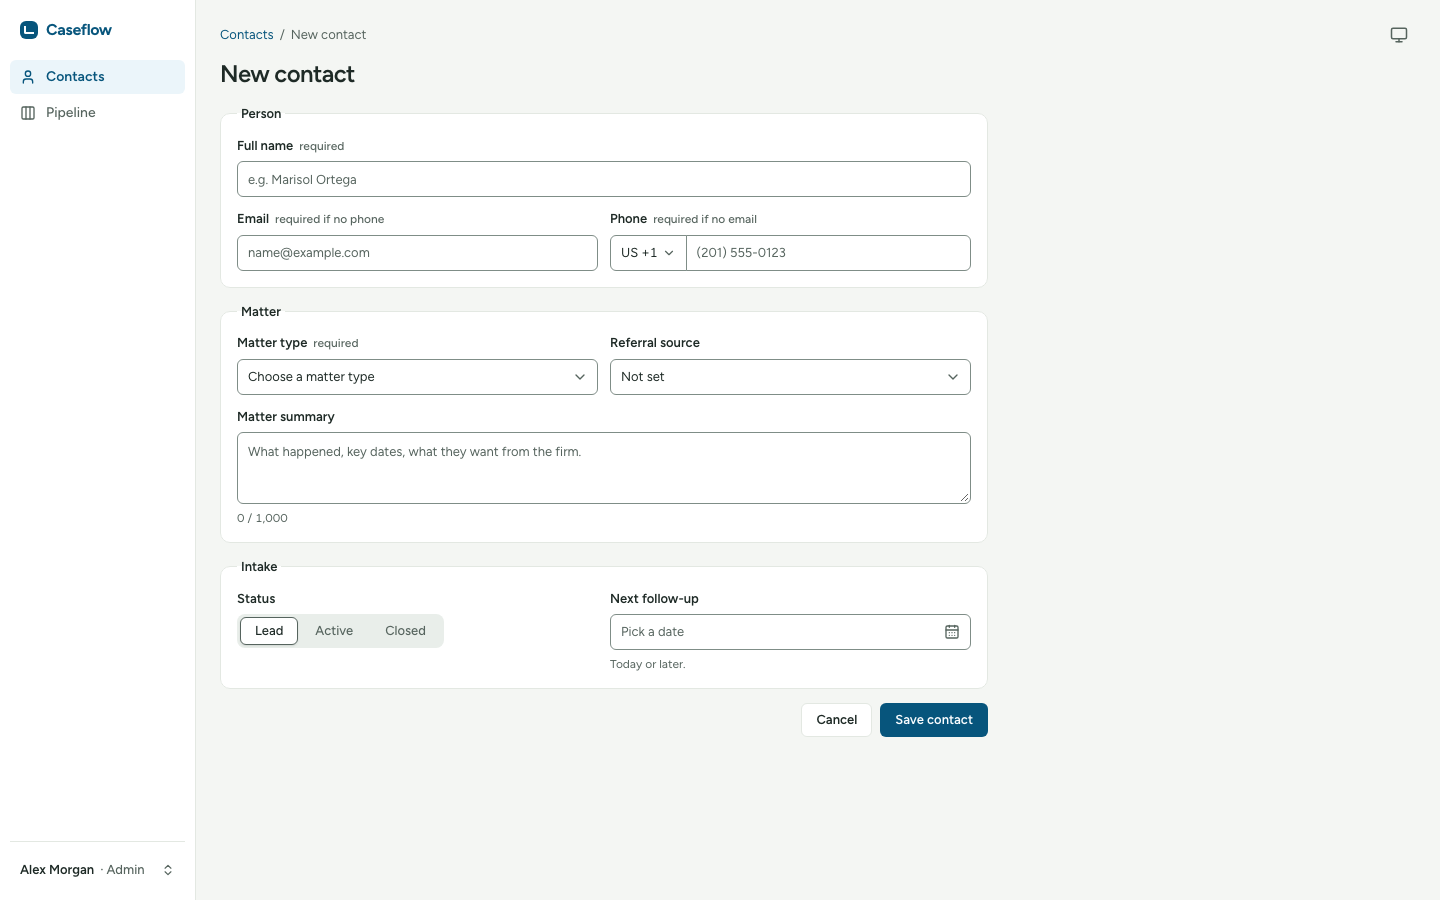 Caseflow
Contacts
Pipeline
Alex Morgan · Admin
Contacts / New contact
New contact
Person
Full name required
e.g. Marisol Ortega
Email required if no phone
name@example.com
Phone required if no email
US +1 (201) 555-0123
Matter
Matter type required
Choose a matter type
Referral source
Not set
Matter summary
What happened, key dates, what they want from the firm.
0 / 1,000
Intake
Status
Lead Active Closed
Next follow-up
Pick a date
Today or later.
Cancel Save contact